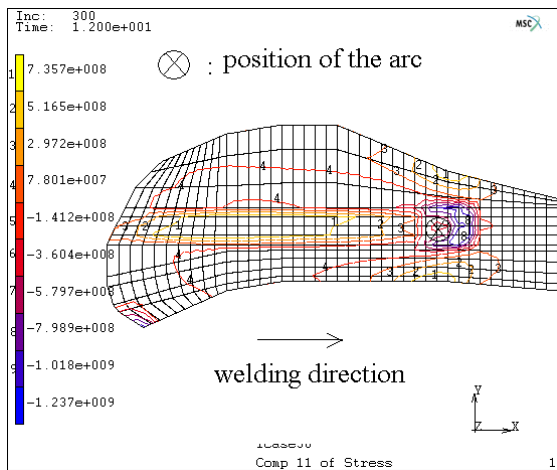 Inc: 300
Time: 1.200e+001
MSC
⊗ : position of the arc
1 7.357e+008
2 5.165e+008
3 2.972e+008
4 7.801e+007
5 -1.412e+008
6 -3.604e+008
7 -5.797e+008
8 -7.989e+008
9 -1.018e+009
-1.237e+009
welding direction
Y
Z X
Comp 11 of Stress 1